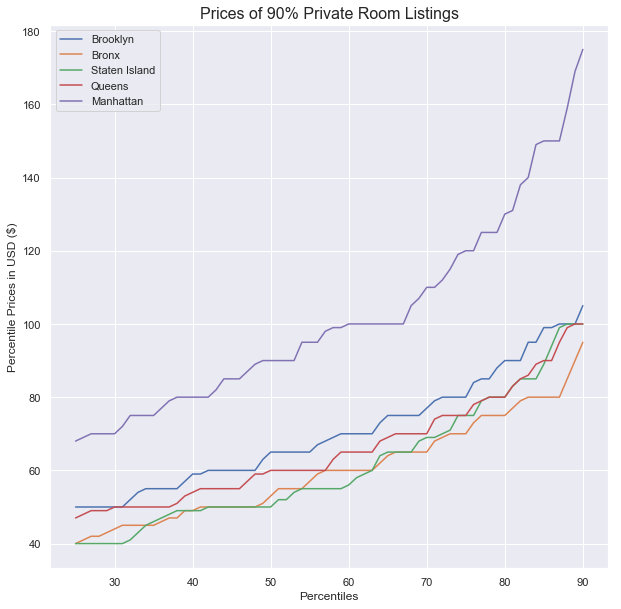 Prices of 90% Private Room Listings
Brooklyn
Bronx
Staten Island
Queens
Manhattan
180
160
140
120
100
80
60
40
Percentile Prices in USD ($)
30
40
50
60
70
80
90
Percentiles